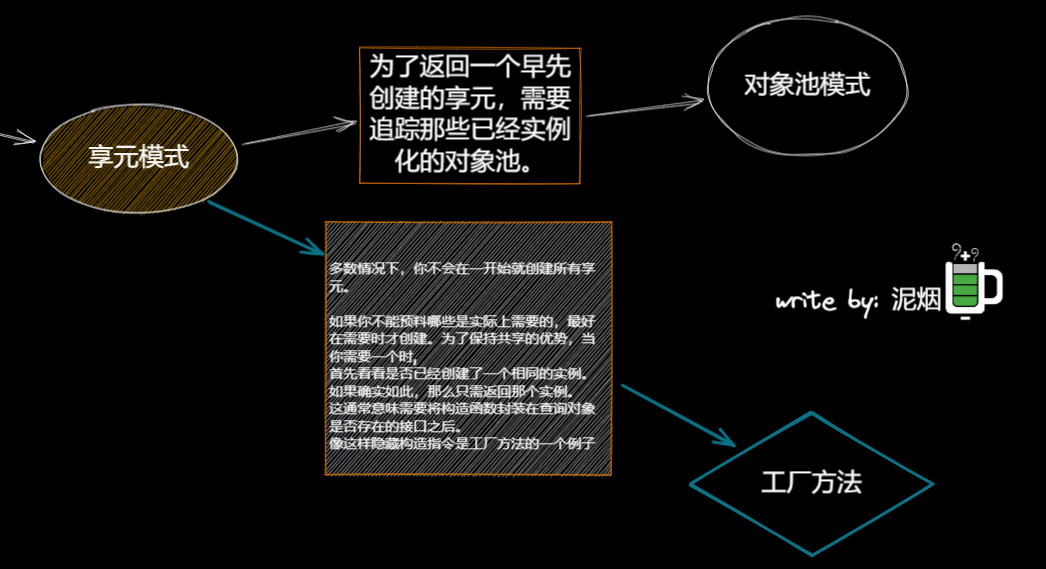 享元模式
为了返回一个早先
创建的享元，需要
追踪那些已经实例
化的对象池。
对象池模式
多数情况下，你不会在一开始就创建所有享
元。
如果你不能预料哪些是实际上需要的，最好
在需要时才创建。为了保持共享的优势，当
你需要一个时，
首先看看是否已经创建了一个相同的实例。
如果确实如此，那么只需返回那个实例。
这通常意味需要将构造函数封装在查询对象
是否存在的接口之后。
像这样隐藏构造指令是工厂方法的一个例子
write by: 泥烟
工厂方法